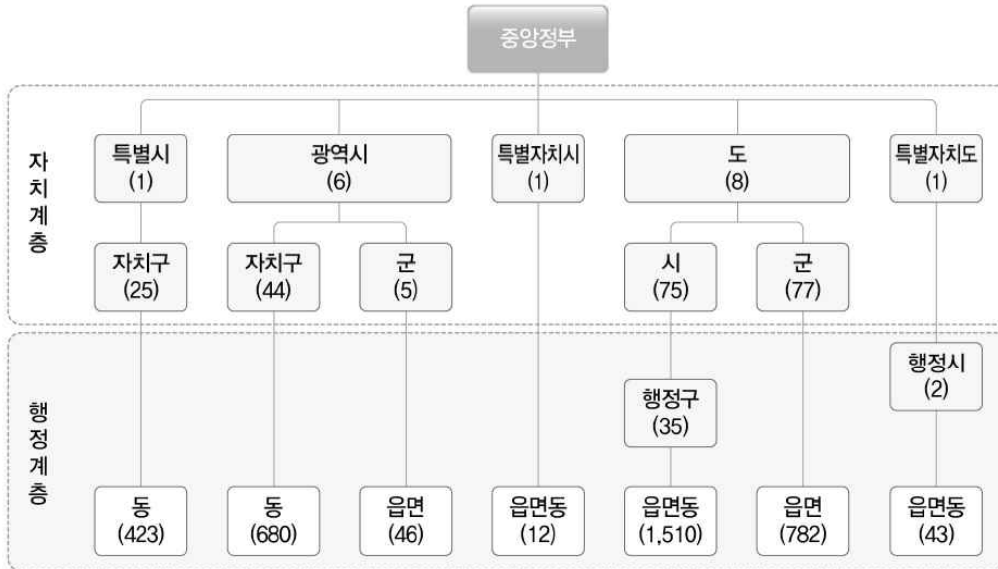 중앙정부
자치계층
특별시
(1)
광역시
(6)
특별자치시
(1)
도
(8)
특별자치도
(1)
자치구
(25)
자치구
(44)
군
(5)
시
(75)
군
(77)
행정계층
행정시
(2)
행정구
(35)
동
(423)
동
(680)
읍면
(46)
읍면동
(12)
읍면동
(1,510)
읍면
(782)
읍면동
(43)